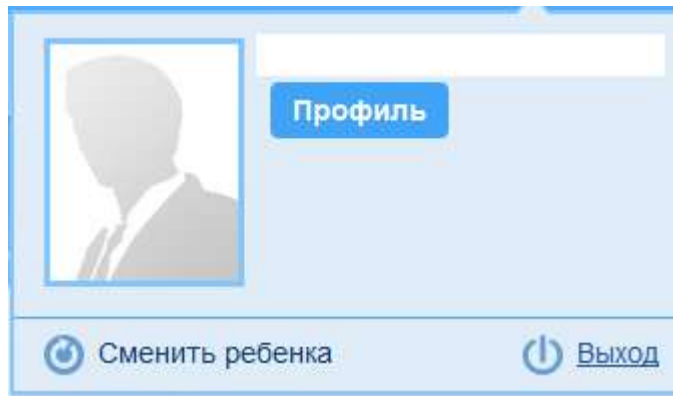 Профиль
Сменить ребенка
Выход